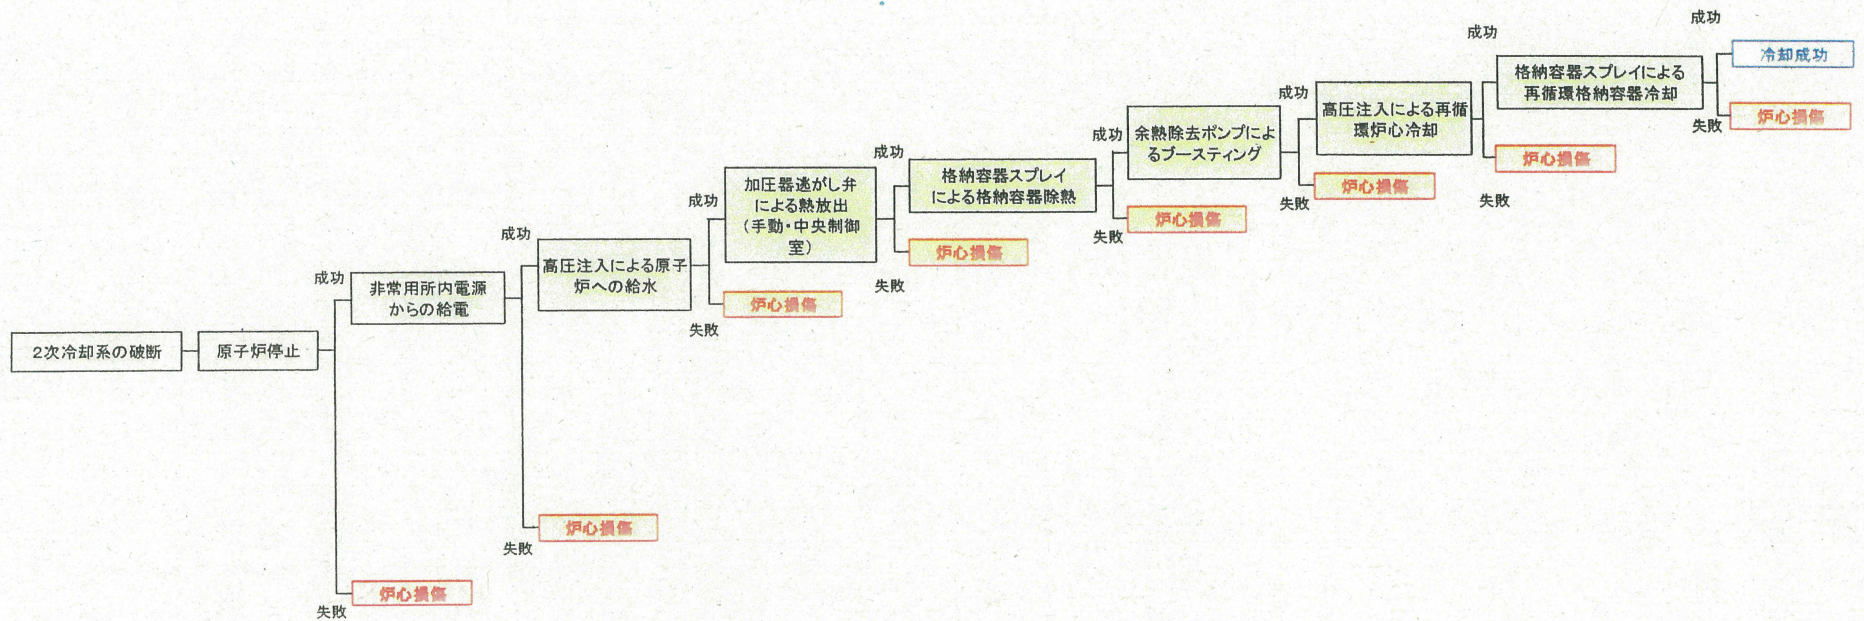 2次冷却系の破断
原子炉停止
成功
失敗
非常用所内電源
からの給電
炉心損傷
成功
失敗
高圧注入による原子
炉への給水
炉心損傷
成功
失敗
加圧器逃がし弁
による熱放出
(手動・中央制御
室)
炉心損傷
成功
失敗
格納容器スプレイ
による格納容器除熱
炉心損傷
成功
失敗
余熱除去ポンプによ
るブースティング
炉心損傷
成功
失敗
高圧注入による再循
環炉心冷却
炉心損傷
成功
失敗
格納容器スプレイによる
再循環格納容器冷却
炉心損傷
成功
失敗
冷却成功
炉心損傷